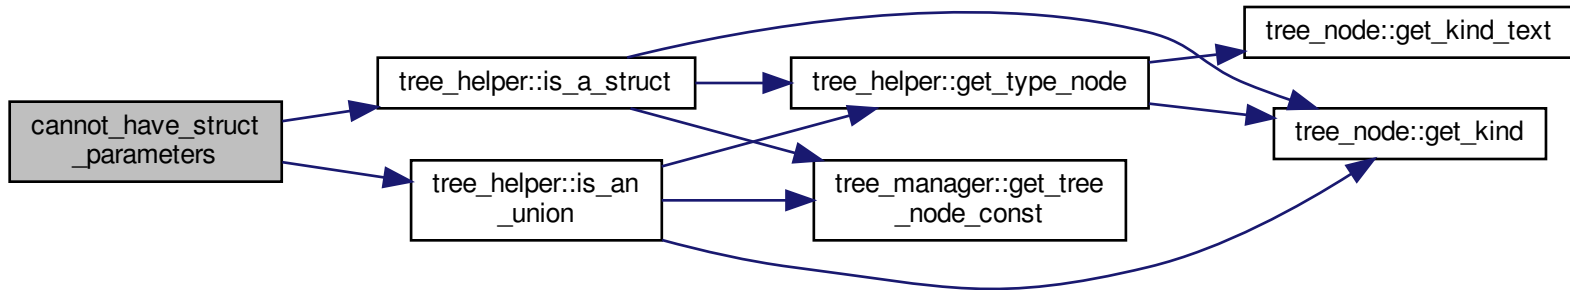 cannot_have_struct
_parameters
tree_helper::is_a_struct
tree_helper::is_an
_union
tree_helper::get_type_node
tree_manager::get_tree
_node_const
tree_node::get_kind_text
tree_node::get_kind